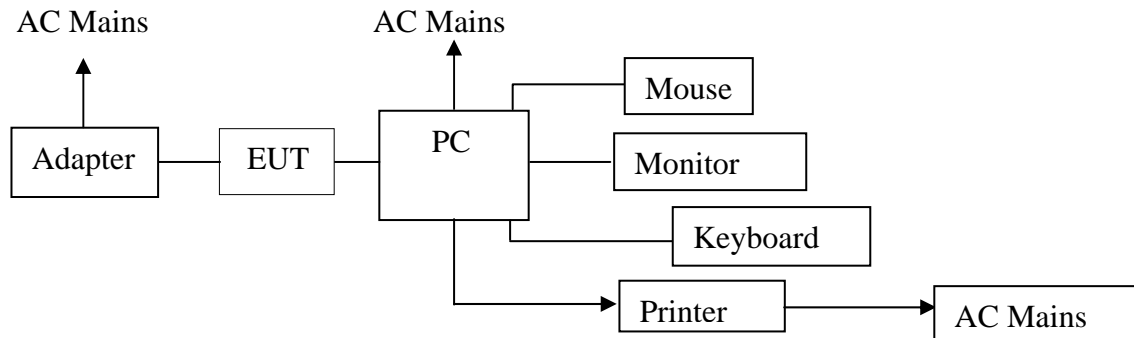 AC Mains
AC Mains
Mouse
PC
Adapter
EUT
Monitor
Keyboard
Printer
AC Mains